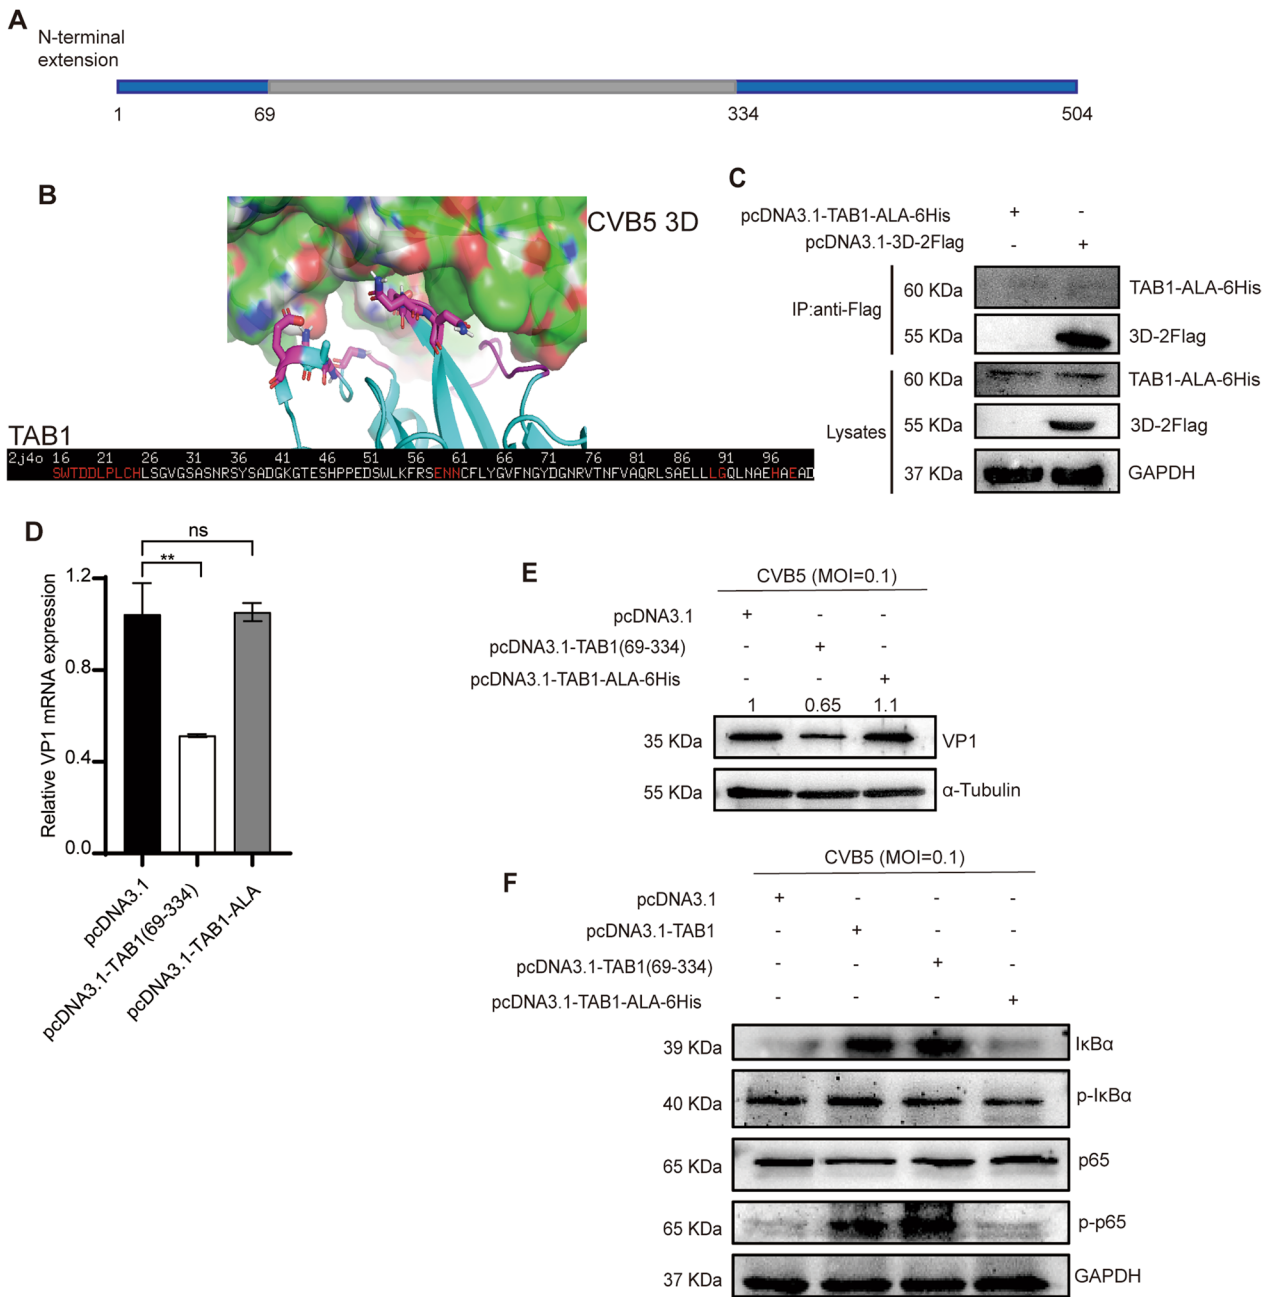 A
N-terminal
extension
1 69 334 504
B
CVB5 3D
TAB1
2j4o 16 21 26 31 36 41 46 51 56 61 66 71 76 81 86 91 96
SWTDDLPLCHLSGVGSASNRSYSADGKGTESHPPEDSWLKFRSENNCFLYGVFNGYDGNRVTNFVAQRLSAELLLGQLNAEHAEAD
C
pcDNA3.1-TAB1-ALA-6His + -
pcDNA3.1-3D-2Flag - +
IP:anti-Flag
60 KDa TAB1-ALA-6His
55 KDa 3D-2Flag
Lysates
60 KDa TAB1-ALA-6His
55 KDa 3D-2Flag
37 KDa GAPDH
D
ns
**
Relative VP1 mRNA expression
1.2
0.8
0.4
0.0
pcDNA3.1
pcDNA3.1-TAB1(69-334)
pcDNA3.1-TAB1-ALA
E
CVB5 (MOI=0.1)
pcDNA3.1 + - -
pcDNA3.1-TAB1(69-334) - + -
pcDNA3.1-TAB1-ALA-6His - - +
1 0.65 1.1
35 KDa VP1
55 KDa α-Tubulin
F
CVB5 (MOI=0.1)
pcDNA3.1 + - - -
pcDNA3.1-TAB1 - + - -
pcDNA3.1-TAB1(69-334) - - + -
pcDNA3.1-TAB1-ALA-6His - - - +
39 KDa IκBα
40 KDa p-IκBα
65 KDa p65
65 KDa p-p65
37 KDa GAPDH